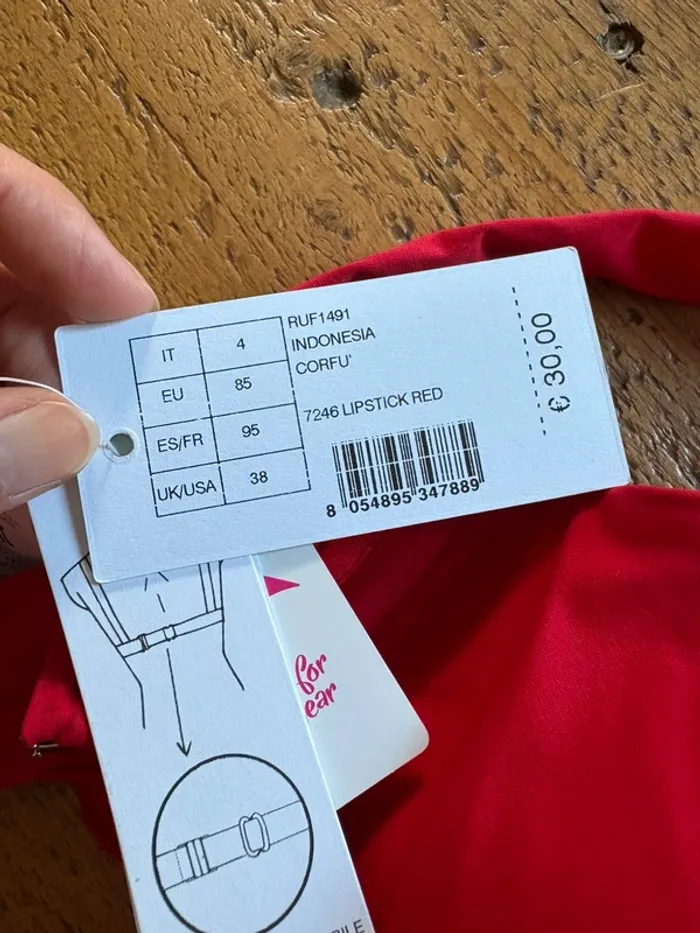 IT 4
EU 85
ES/FR 95
UK/USA 38
RUF1491
INDONESIA
CORFU'
7246 LIPSTICK RED
8 054895 347889
€ 30,00
for